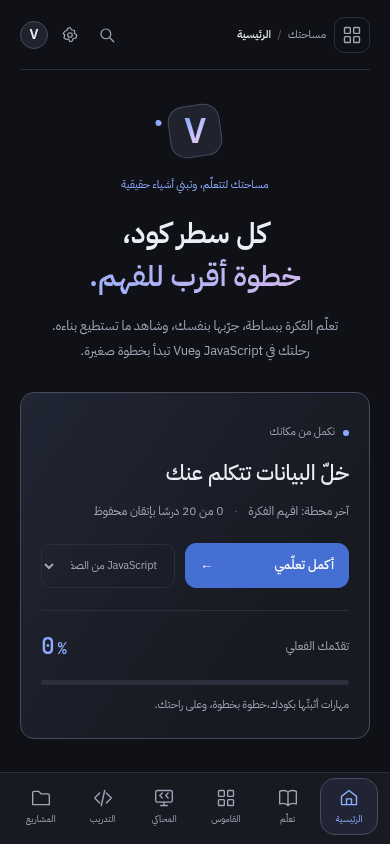 مساحتك / الرئيسية
V
V
مساحتك لتتعلّم، وتبني أشياء حقيقية
كل سطر كود،
خطوة أقرب للفهم.
تعلّم الفكرة ببساطة، جرّبها بنفسك، وشاهد ما تستطيع بناءه.
رحلتك في JavaScript وVue تبدأ بخطوة صغيرة.
نكمل من مكانك
خلّ البيانات تتكلم عنك
آخر محطة: افهم الفكرة · 0 من 20 درسًا بإتقان محفوظ
أكمل تعلّمي ←
JavaScript من الصف
تقدّمك الفعلي
0%
مهارات أثبتّها بكودك،خطوة بخطوة، وعلى راحتك.
الرئيسية
تعلّم
القاموس
المحاكي
التدريب
المشاريع